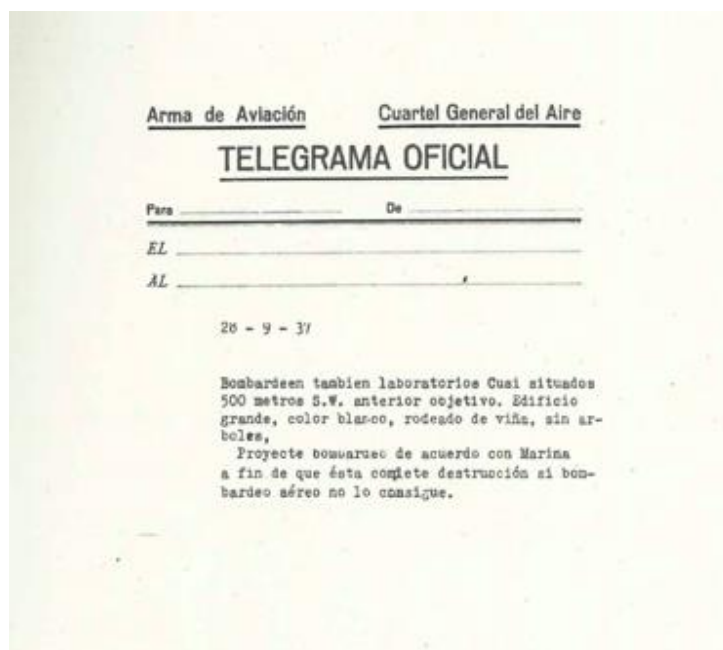 Arma de Aviación Cuartel General del Aire
TELEGRAMA OFICIAL
Para De
EL
AL
28 - 9 - 37
Bombardeen tambien laboratorios Cusi situados
500 metros S.W. anterior oojetivo. Edificio
grande, color blanco, rodeado de viña, sin ar-
boles,
Proyecte bombardeo de acuerdo con Marina
a fin de que ésta complete destrucción si bom-
bardeo aéreo no lo consigue.